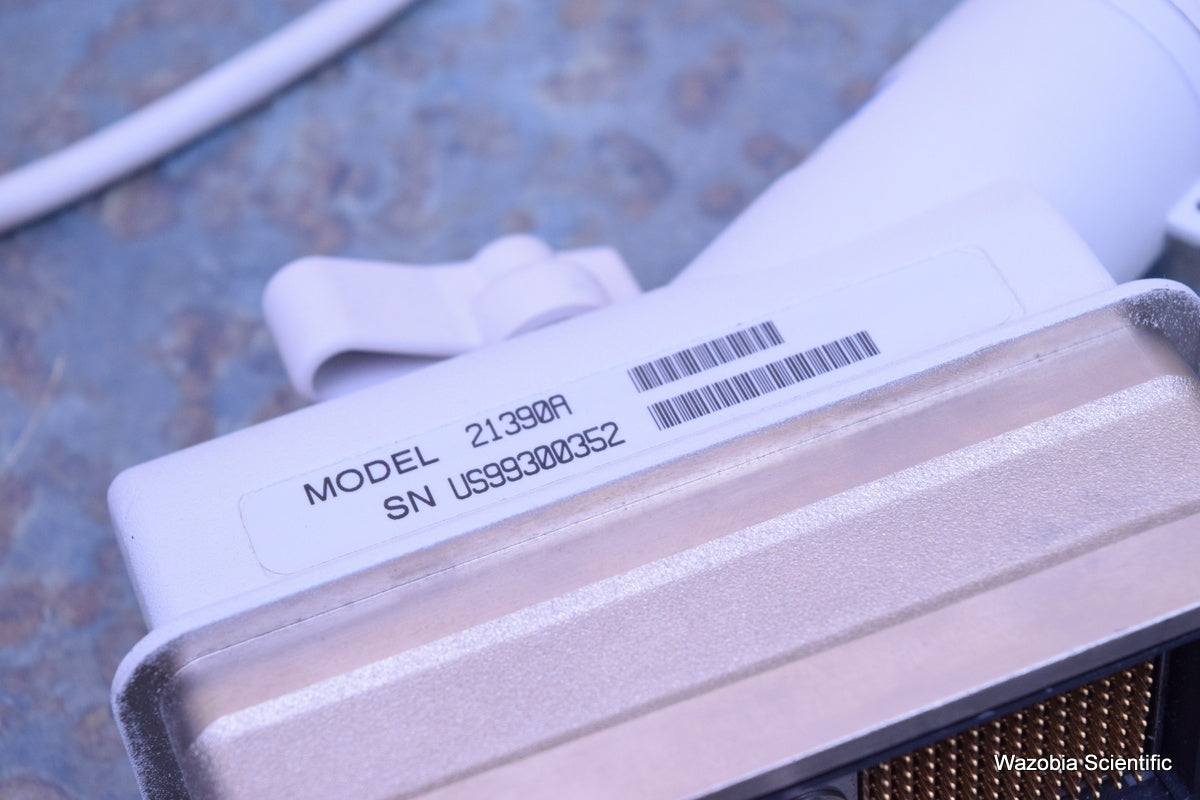 MODEL 21390A
SN US99300352
Wazobia Scientific